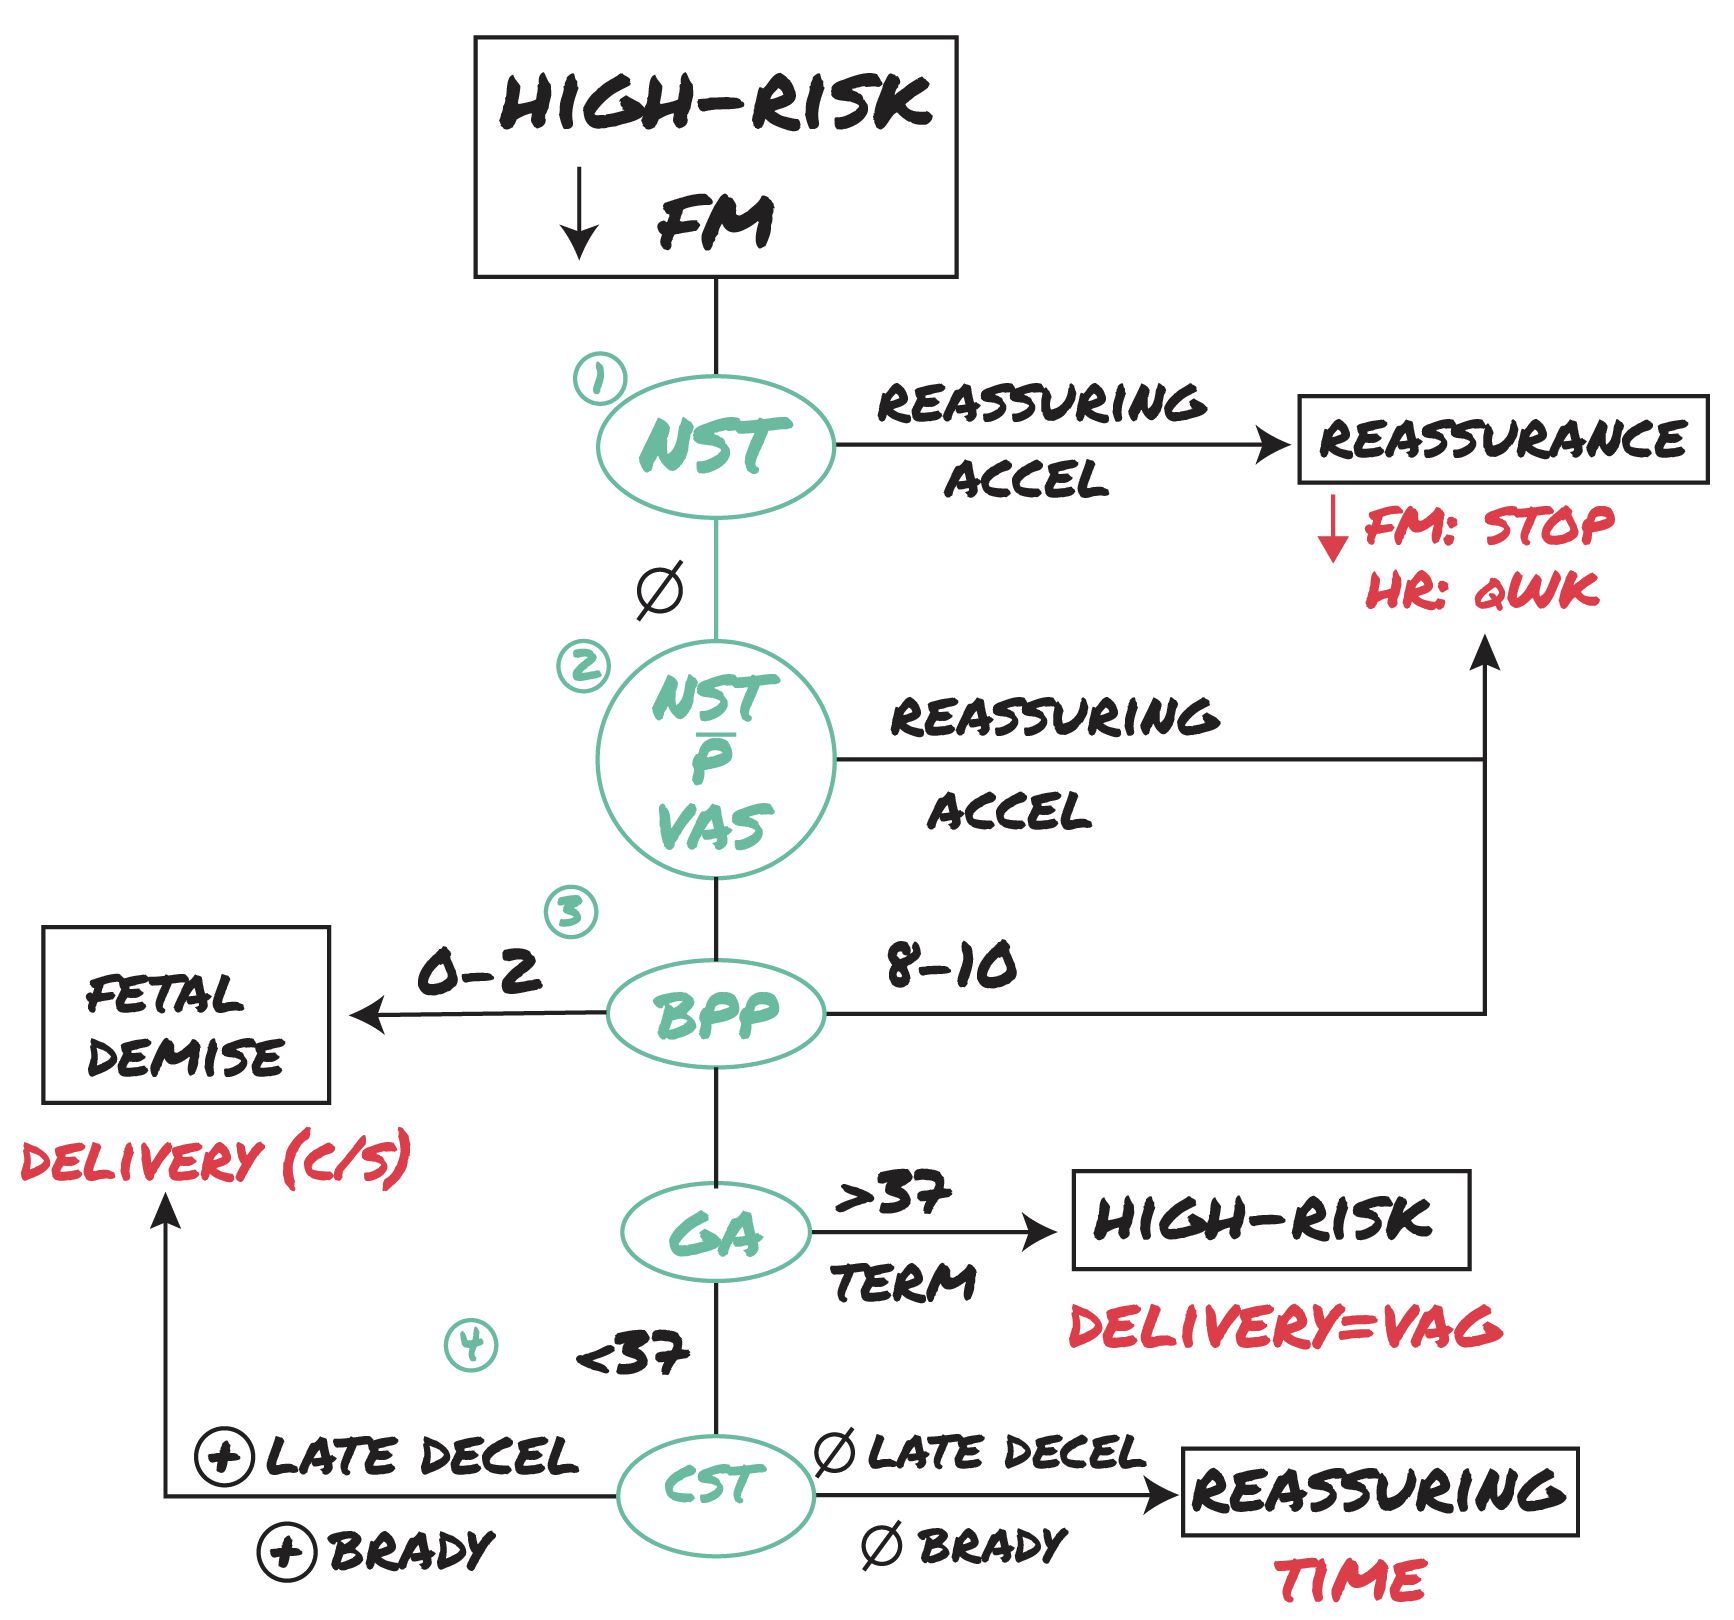 HIGH-RISK
↓ FM
1
NST
REASSURING
ACCEL
REASSURANCE
↓ FM: STOP
HR: QWK
Ø
2
NST
P̅
VAS
REASSURING
ACCEL
3
BPP
0-2
8-10
FETAL
DEMISE
DELIVERY (C/S)
GA
>37
TERM
HIGH-RISK
DELIVERY=VAG
4
<37
CST
+ LATE DECEL
+ BRADY
Ø LATE DECEL
Ø BRADY
REASSURING
TIME